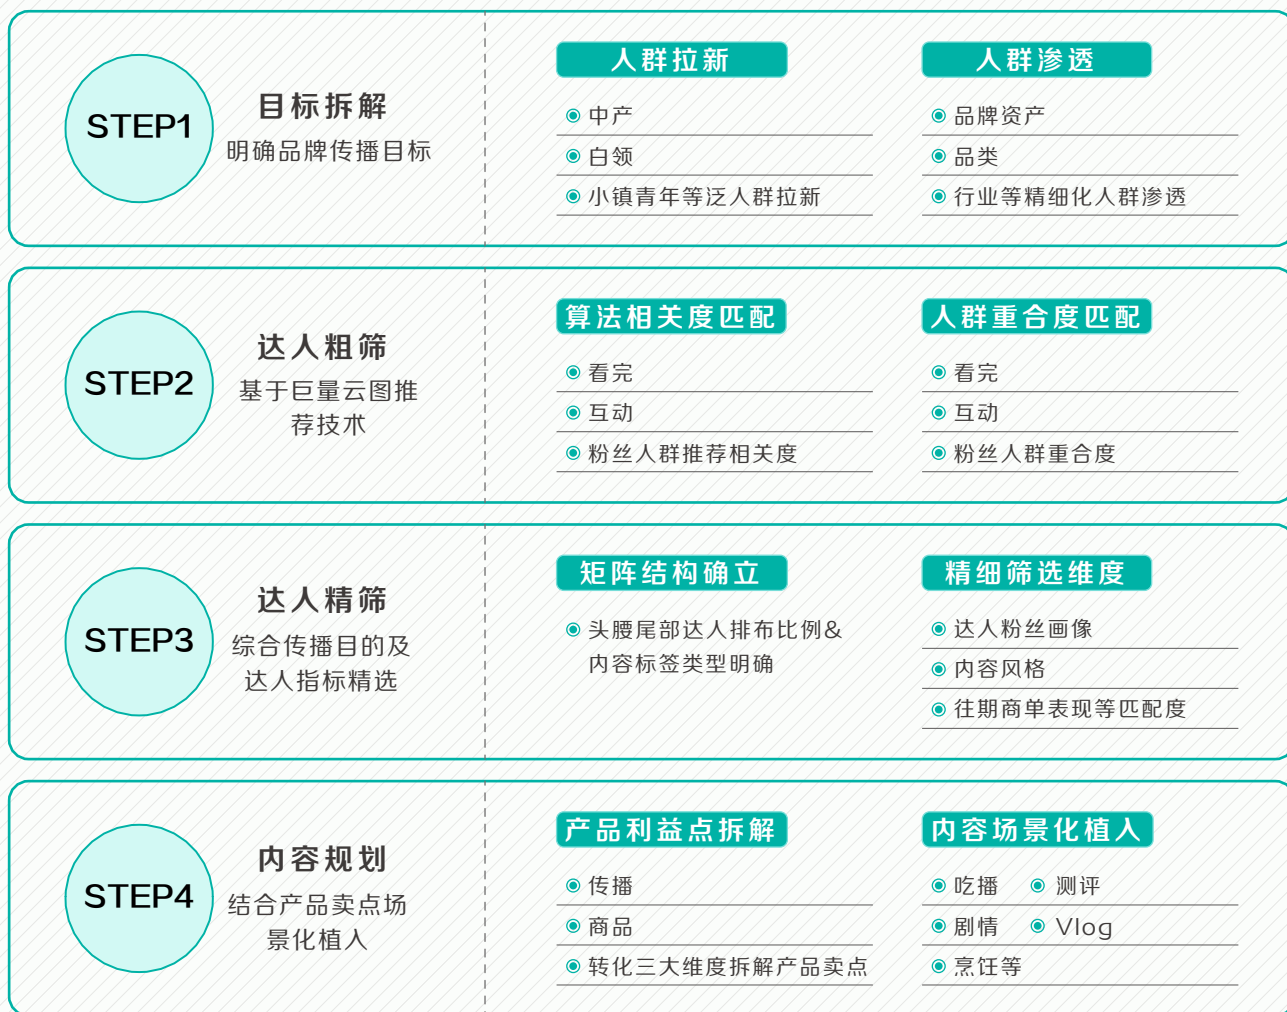 STEP1
目标拆解
明确品牌传播目标
人群拉新
中产
白领
小镇青年等泛人群拉新
人群渗透
品牌资产
品类
行业等精细化人群渗透
STEP2
达人粗筛
基于巨量云图推
荐技术
算法相关度匹配
看完
互动
粉丝人群推荐相关度
人群重合度匹配
看完
互动
粉丝人群重合度
STEP3
达人精筛
综合传播目的及
达人指标精选
矩阵结构确立
头腰尾部达人排布比例&
内容标签类型明确
精细筛选维度
达人粉丝画像
内容风格
往期商单表现等匹配度
STEP4
内容规划
结合产品卖点场
景化植入
产品利益点拆解
传播
商品
转化三大维度拆解产品卖点
内容场景化植入
吃播 测评
剧情 Vlog
烹饪等